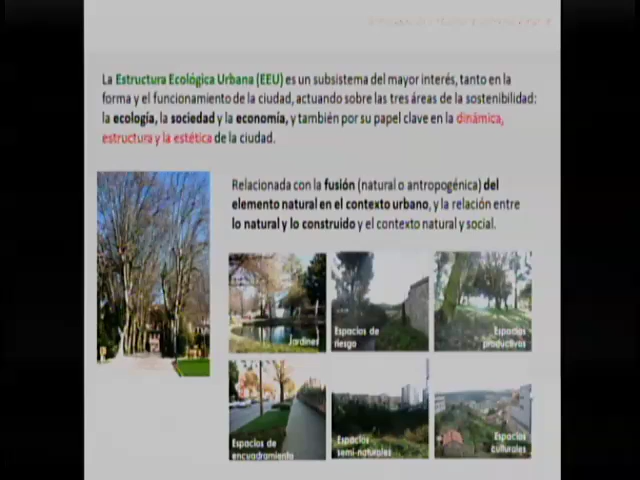 La Estructura Ecológica Urbana (EEU) es un subsistema del mayor interés, tanto en la
forma y el funcionamiento de la ciudad, actuando sobre las tres áreas de la sostenibilidad:
la ecología, la sociedad y la economía, y también por su papel clave en la dinámica,
estructura y la estética de la ciudad.
Relacionada con la fusión (natural o antropogénica) del
elemento natural en el contexto urbano, y la relación entre
lo natural y lo construido y el contexto natural y social.
Jardines
Espacios de
riesgo
Espacios
productivos
Espacios de
encuadramiento
Espacios
semi-naturales
Espacios
culturales